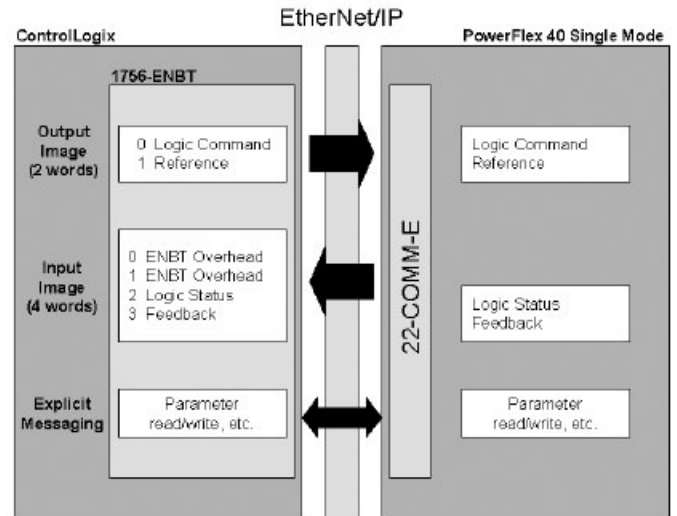 EtherNet/IP
ControlLogix
PowerFlex 40 Single Mode
1756-ENBT
Output
Image
(2 words)
0 Logic Command
1 Reference
Logic Command
Reference
Input
Image
(4 words)
0 ENBT Overhead
1 ENBT Overhead
2 Logic Status
3 Feedback
22-COMM-E
Logic Status
Feedback
Explicit
Messaging
Parameter
read/write, etc.
Parameter
read/write, etc.